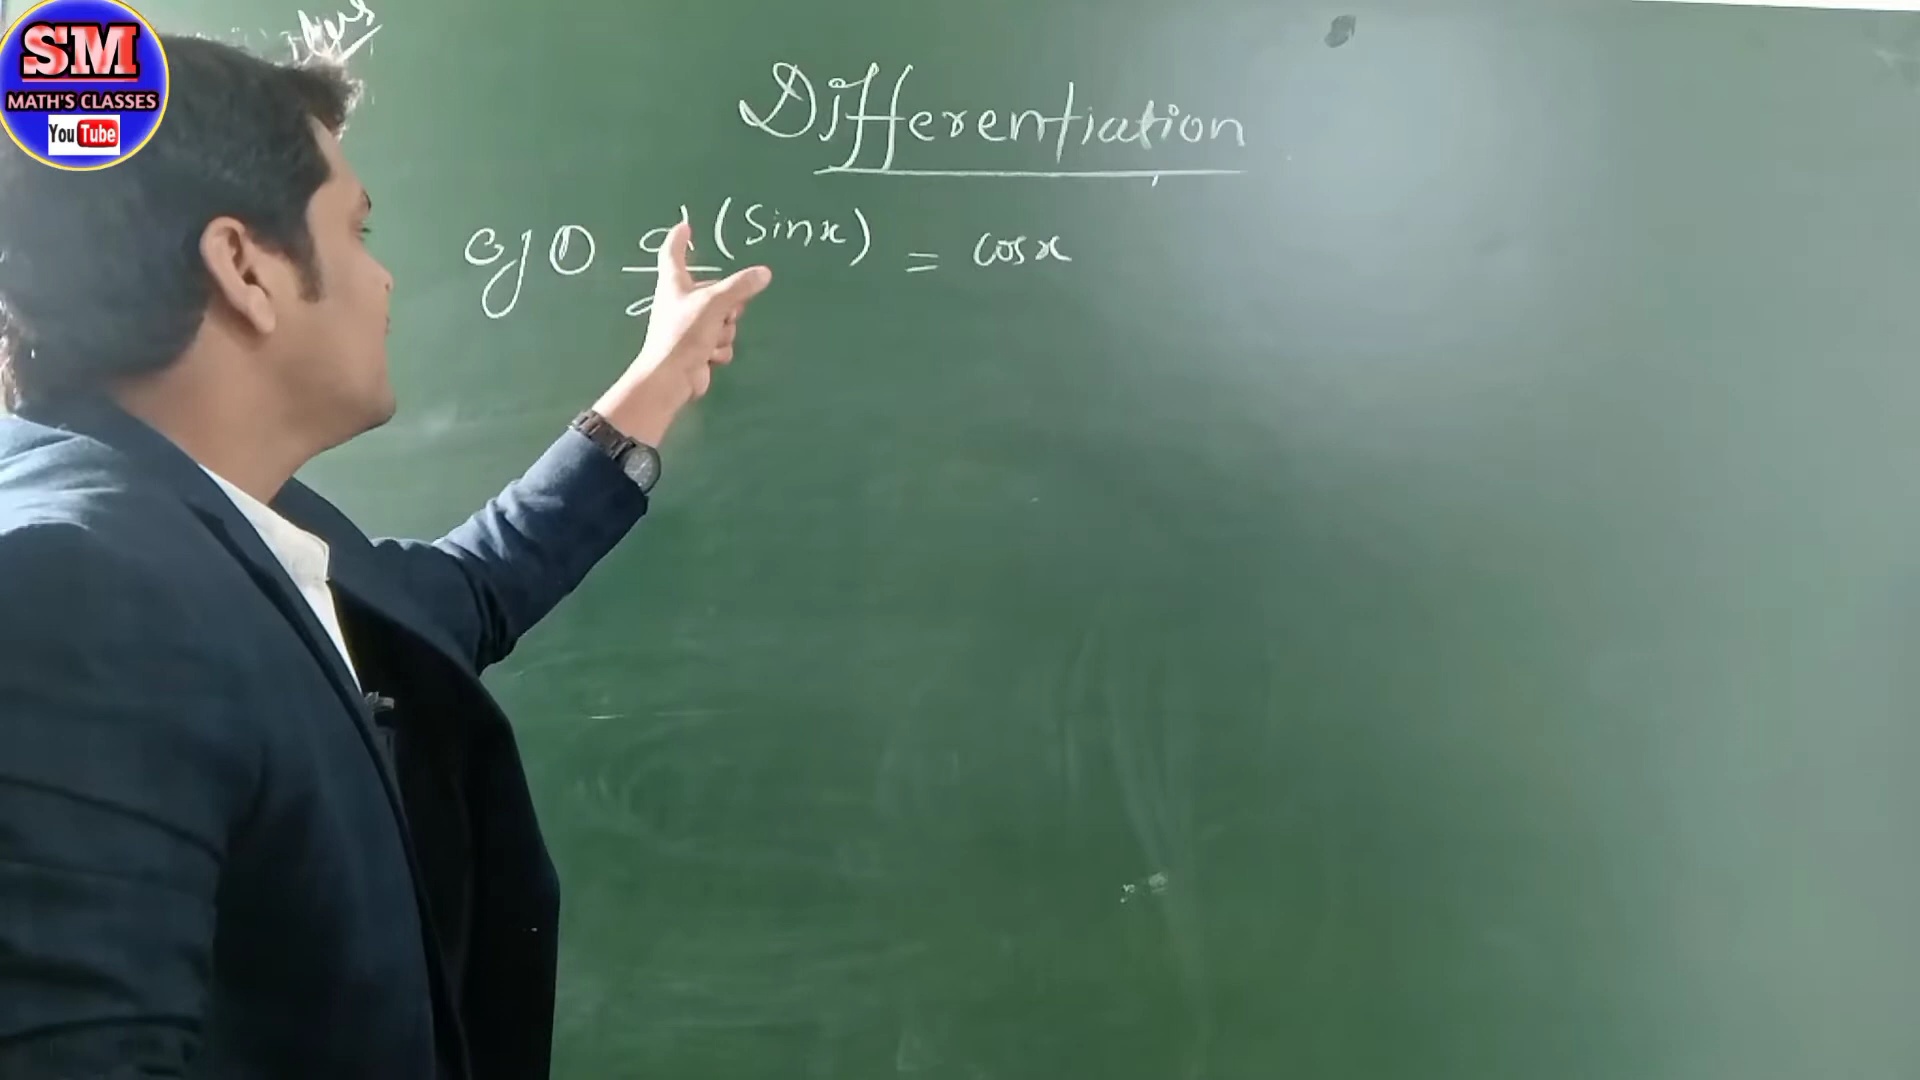 SM
MATH'S CLASSES
YouTube
Differentiation
eg ① d (Sinx) = cosx